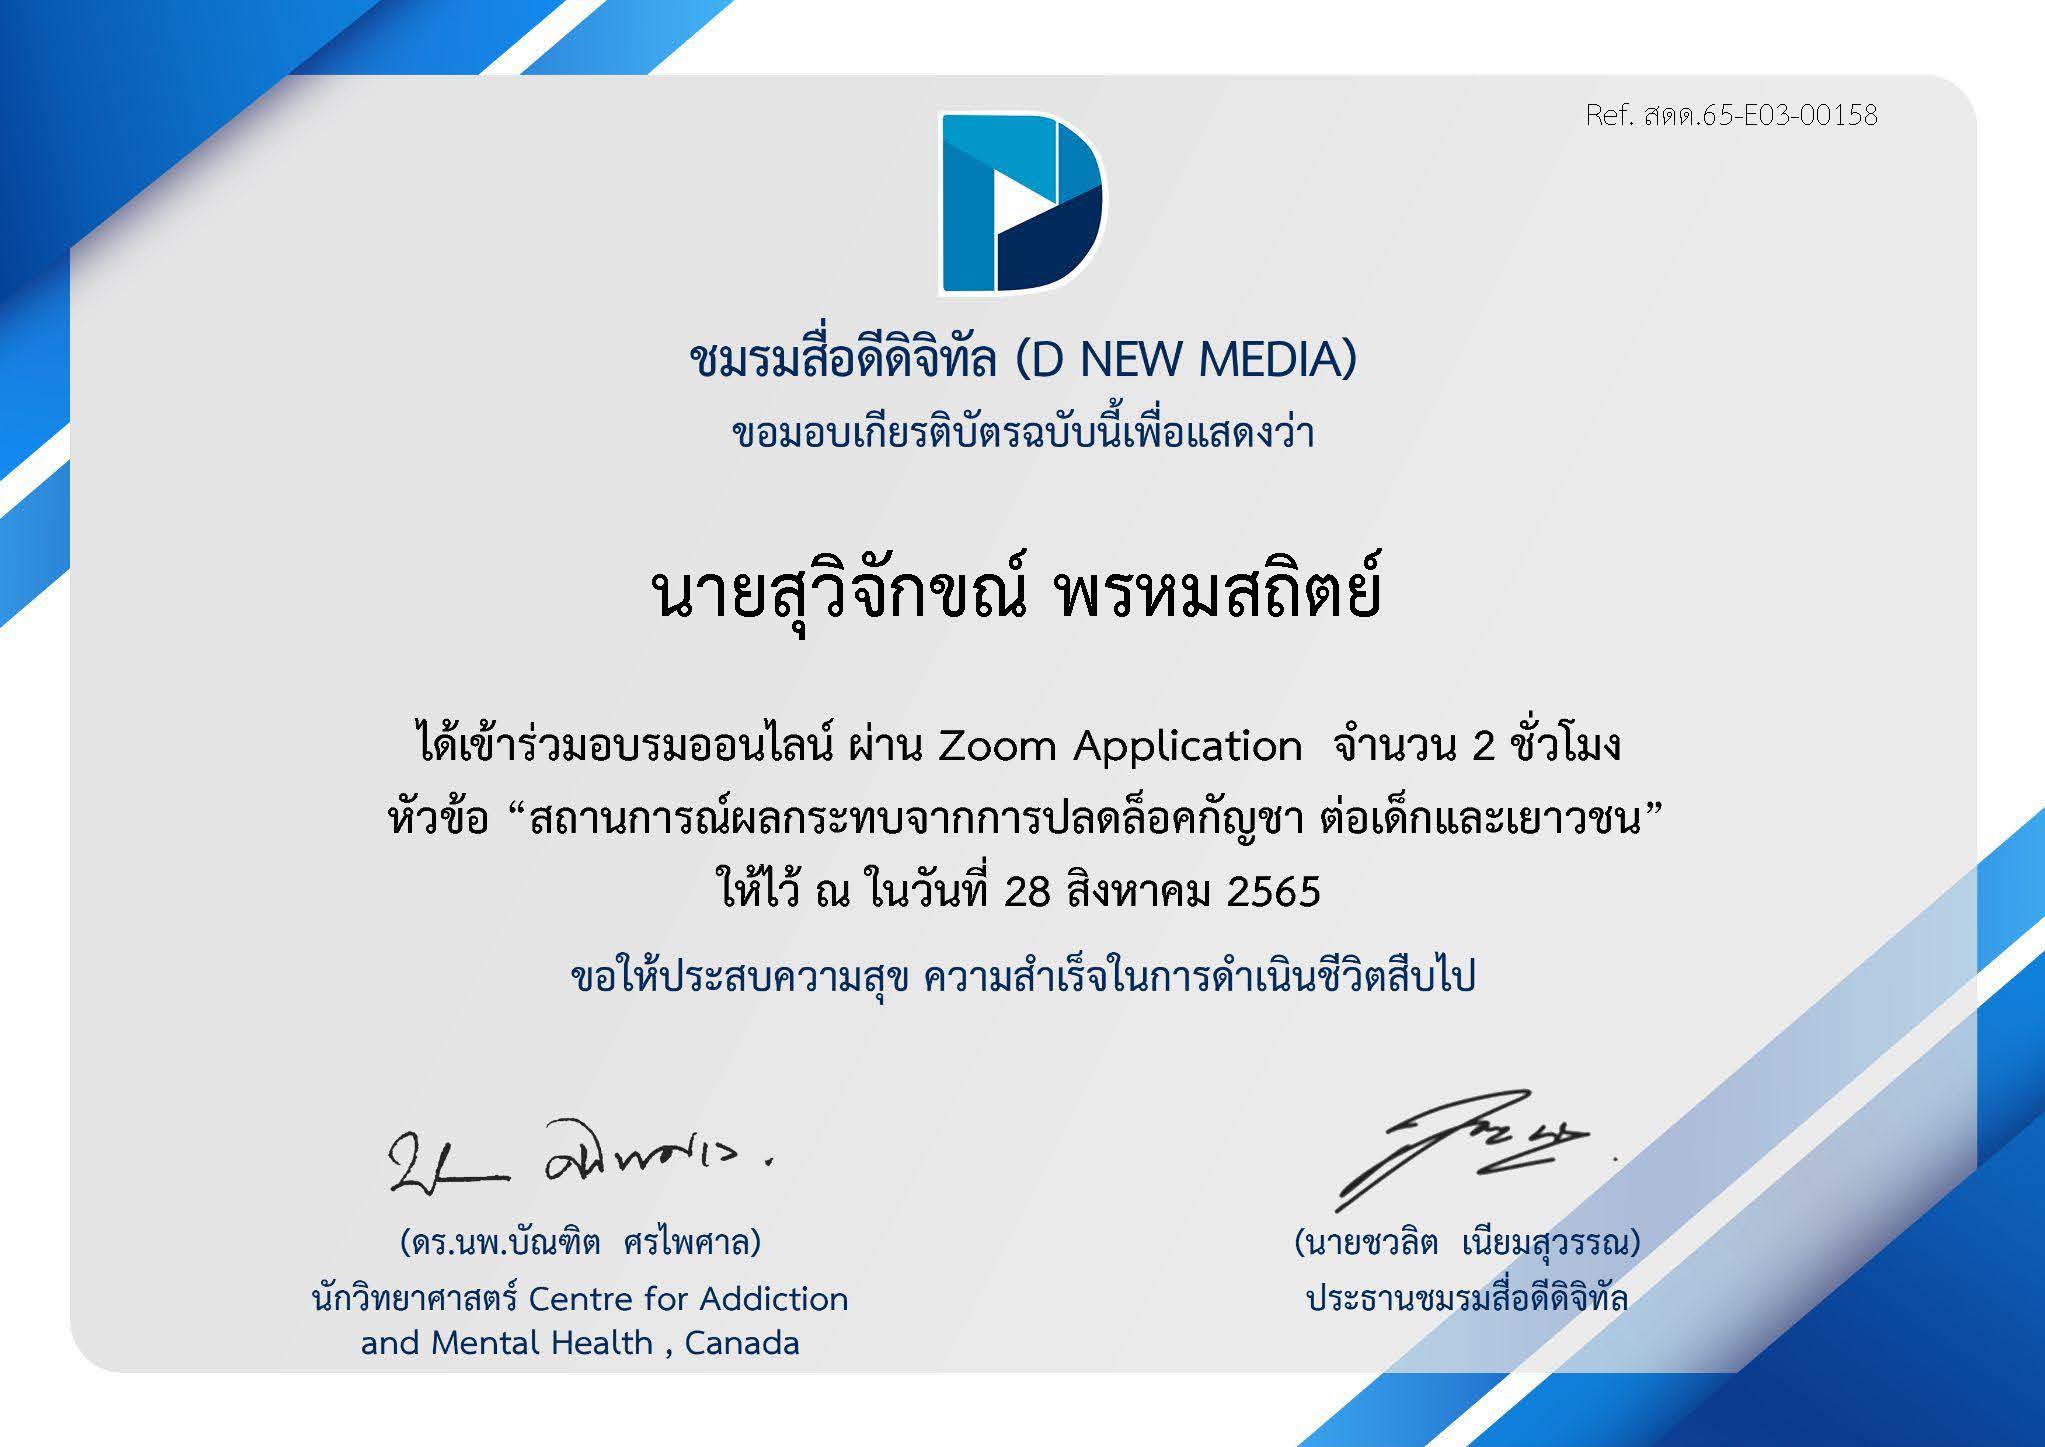 Ref. สดด.65-E03-00158
ชมรมสื่อดีดิจิทัล (D NEW MEDIA)
ขอมอบเกียรติบัตรฉบับนี้เพื่อแสดงว่า
นายสุวิจักขณ์ พรหมสถิตย์
ได้เข้าร่วมอบรมออนไลน์ ผ่าน Zoom Application จำนวน 2 ชั่วโมง
หัวข้อ “สถานการณ์ผลกระทบจากการปลดล็อคกัญชา ต่อเด็กและเยาวชน”
ให้ไว้ ณ ในวันที่ 28 สิงหาคม 2565
ขอให้ประสบความสุข ความสำเร็จในการดำเนินชีวิตสืบไป
(ดร.นพ.บัณฑิต ศรไพศาล)
นักวิทยาศาสตร์ Centre for Addiction
and Mental Health , Canada
(นายชวลิต เนียมสุวรรณ)
ประธานชมรมสื่อดีดิจิทัล